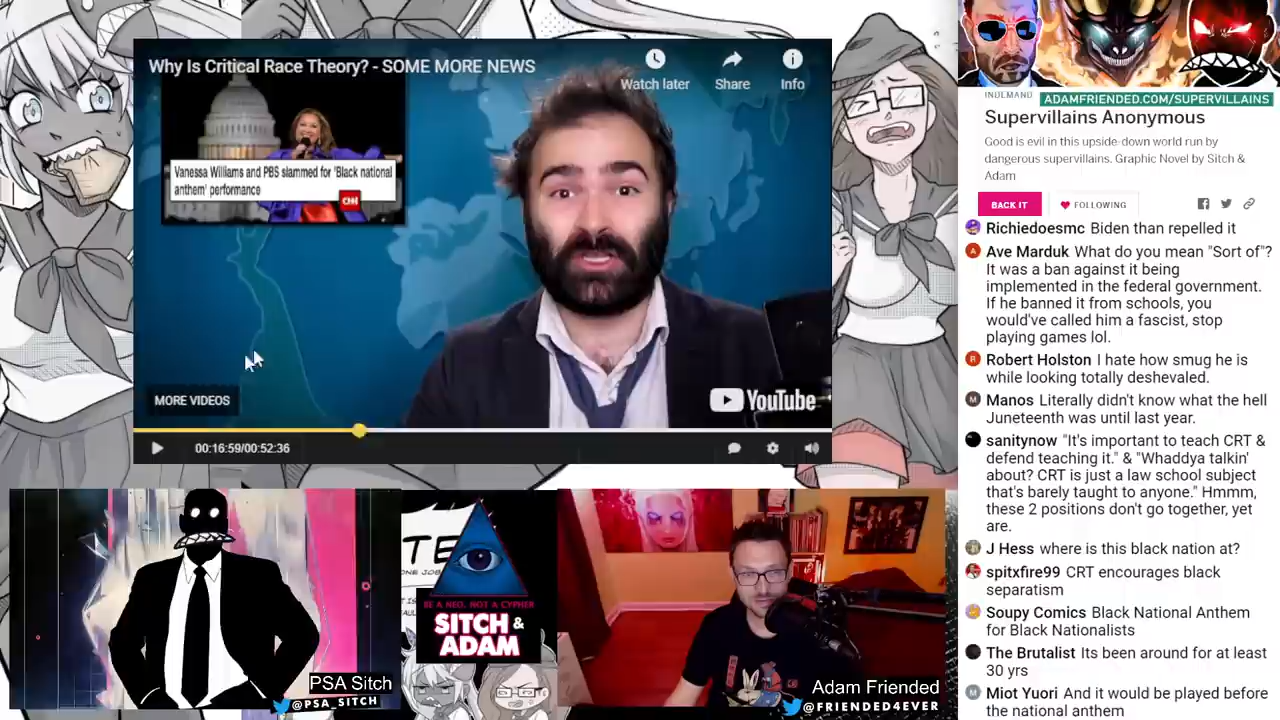 Why Is Critical Race Theory? - SOME MORE NEWS
Watch later
Share
Info
Vanessa Williams and PBS slammed for 'Black national
anthem' performance
CNN
MORE VIDEOS
YouTube
00:16:59/00:52:36
PSA Sitch
@PSA_SITCH
BE A NEO, NOT A CYPHER
SITCH &
ADAM
Adam Friended
@FRIENDED4EVER
INDEMAND
ADAMFRIENDED.COM/SUPERVILLAINS
Supervillains Anonymous
Good is evil in this upside-down world run by
dangerous supervillains. Graphic Novel by Sitch &
Adam
BACK IT
FOLLOWING
Richiedoesmc Biden than repelled it
Ave Marduk What do you mean "Sort of"?
It was a ban against it being
implemented in the federal government.
If he banned it from schools, you
would've called him a fascist, stop
playing games lol.
Robert Holston I hate how smug he is
while looking totally deshevaled.
Manos Literally didn't know what the hell
Juneteenth was until last year.
sanitynow "It's important to teach CRT &
defend teaching it." & "Whaddya talkin'
about? CRT is just a law school subject
that's barely taught to anyone." Hmmm,
these 2 positions don't go together, yet
are.
J Hess where is this black nation at?
spitxfire99 CRT encourages black
separatism
Soupy Comics Black National Anthem
for Black Nationalists
The Brutalist Its been around for at least
30 yrs
Miot Yuori And it would be played before
the national anthem